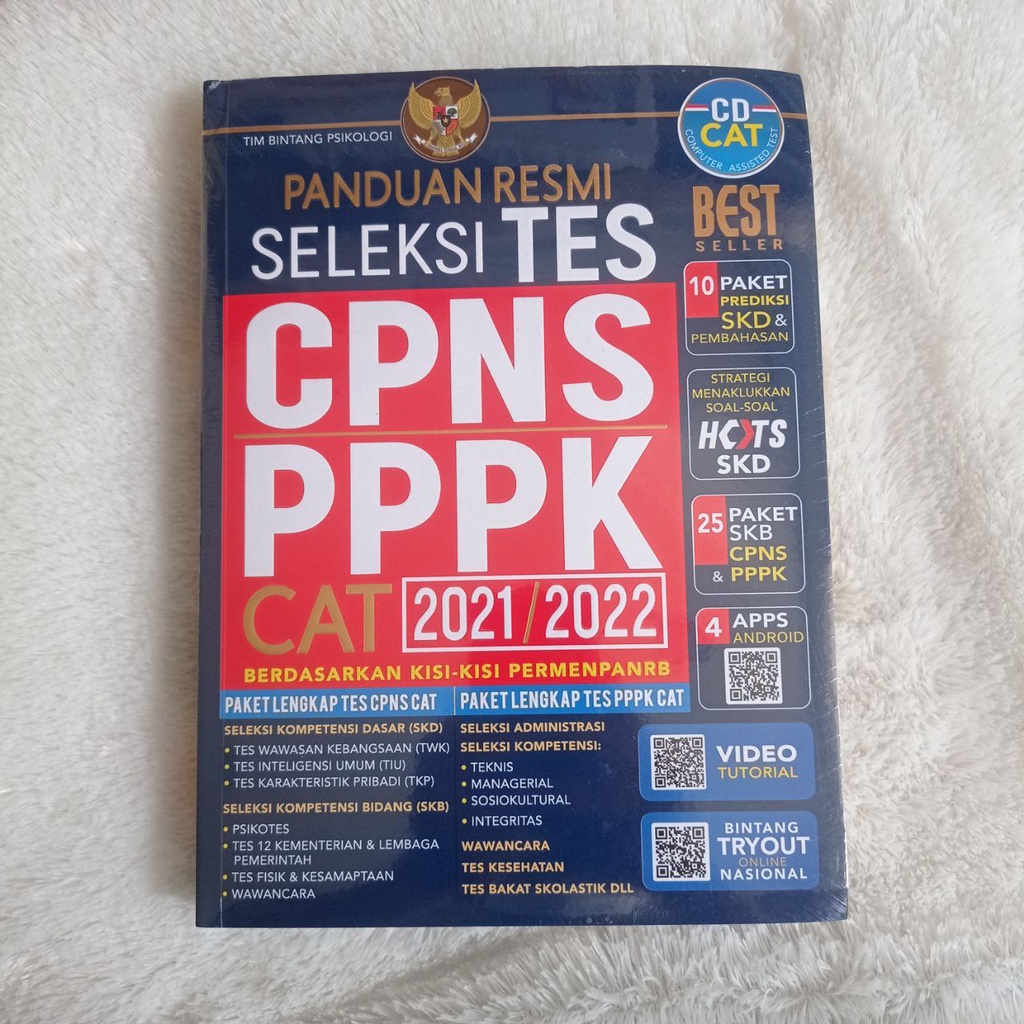 TIM BINTANG PSIKOLOGI
CD
CAT
COMPUTER ASSISTED TEST
PANDUAN RESMI
SELEKSI TES
CPNS
PPPK
CAT 2021/2022
BERDASARKAN KISI-KISI PERMENPANRB
BEST
SELLER
10 PAKET
PREDIKSI
SKD &
PEMBAHASAN
STRATEGI
MENAKLUKKAN
SOAL-SOAL
HOTS
SKD
25 PAKET
SKB
CPNS
& PPPK
4 APPS
ANDROID
PAKET LENGKAP TES CPNS CAT
SELEKSI KOMPETENSI DASAR (SKD)
• TES WAWASAN KEBANGSAAN (TWK)
• TES INTELIGENSI UMUM (TIU)
• TES KARAKTERISTIK PRIBADI (TKP)
SELEKSI KOMPETENSI BIDANG (SKB)
• PSIKOTES
• TES 12 KEMENTERIAN & LEMBAGA
PEMERINTAH
• TES FISIK & KESAMAPTAAN
• WAWANCARA
PAKET LENGKAP TES PPPK CAT
SELEKSI ADMINISTRASI
SELEKSI KOMPETENSI:
• TEKNIS
• MANAGERIAL
• SOSIOKULTURAL
• INTEGRITAS
WAWANCARA
TES KESEHATAN
TES BAKAT SKOLASTIK DLL
VIDEO
TUTORIAL
BINTANG
TRYOUT
ONLINE
NASIONAL